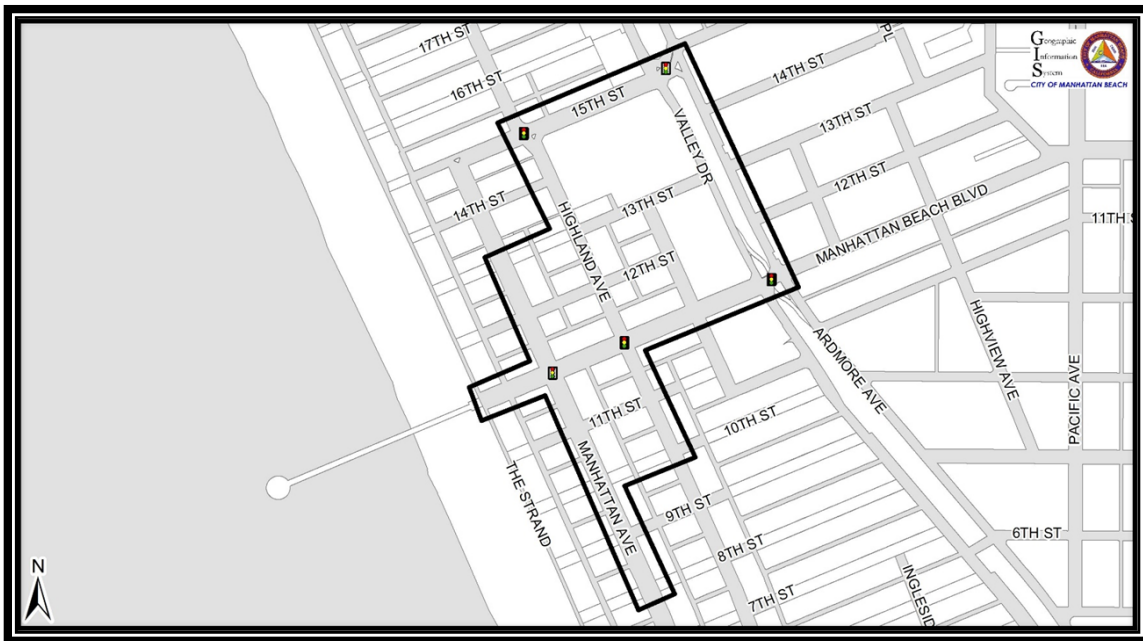 17TH ST
16TH ST
15TH ST
14TH ST
VALLEY DR
HIGHLAND AVE
13TH ST
12TH ST
11TH ST
MANHATTAN AVE
THE STRAND
9TH ST
8TH ST
7TH ST
10TH ST
PL
14TH ST
13TH ST
12TH ST
MANHATTAN BEACH BLVD
11TH S
ARDMORE AVE
HIGHVIEW AVE
PACIFIC AVE
6TH ST
INGLESID
Geographic
Information
System
CITY OF MANHATTAN BEACH
N